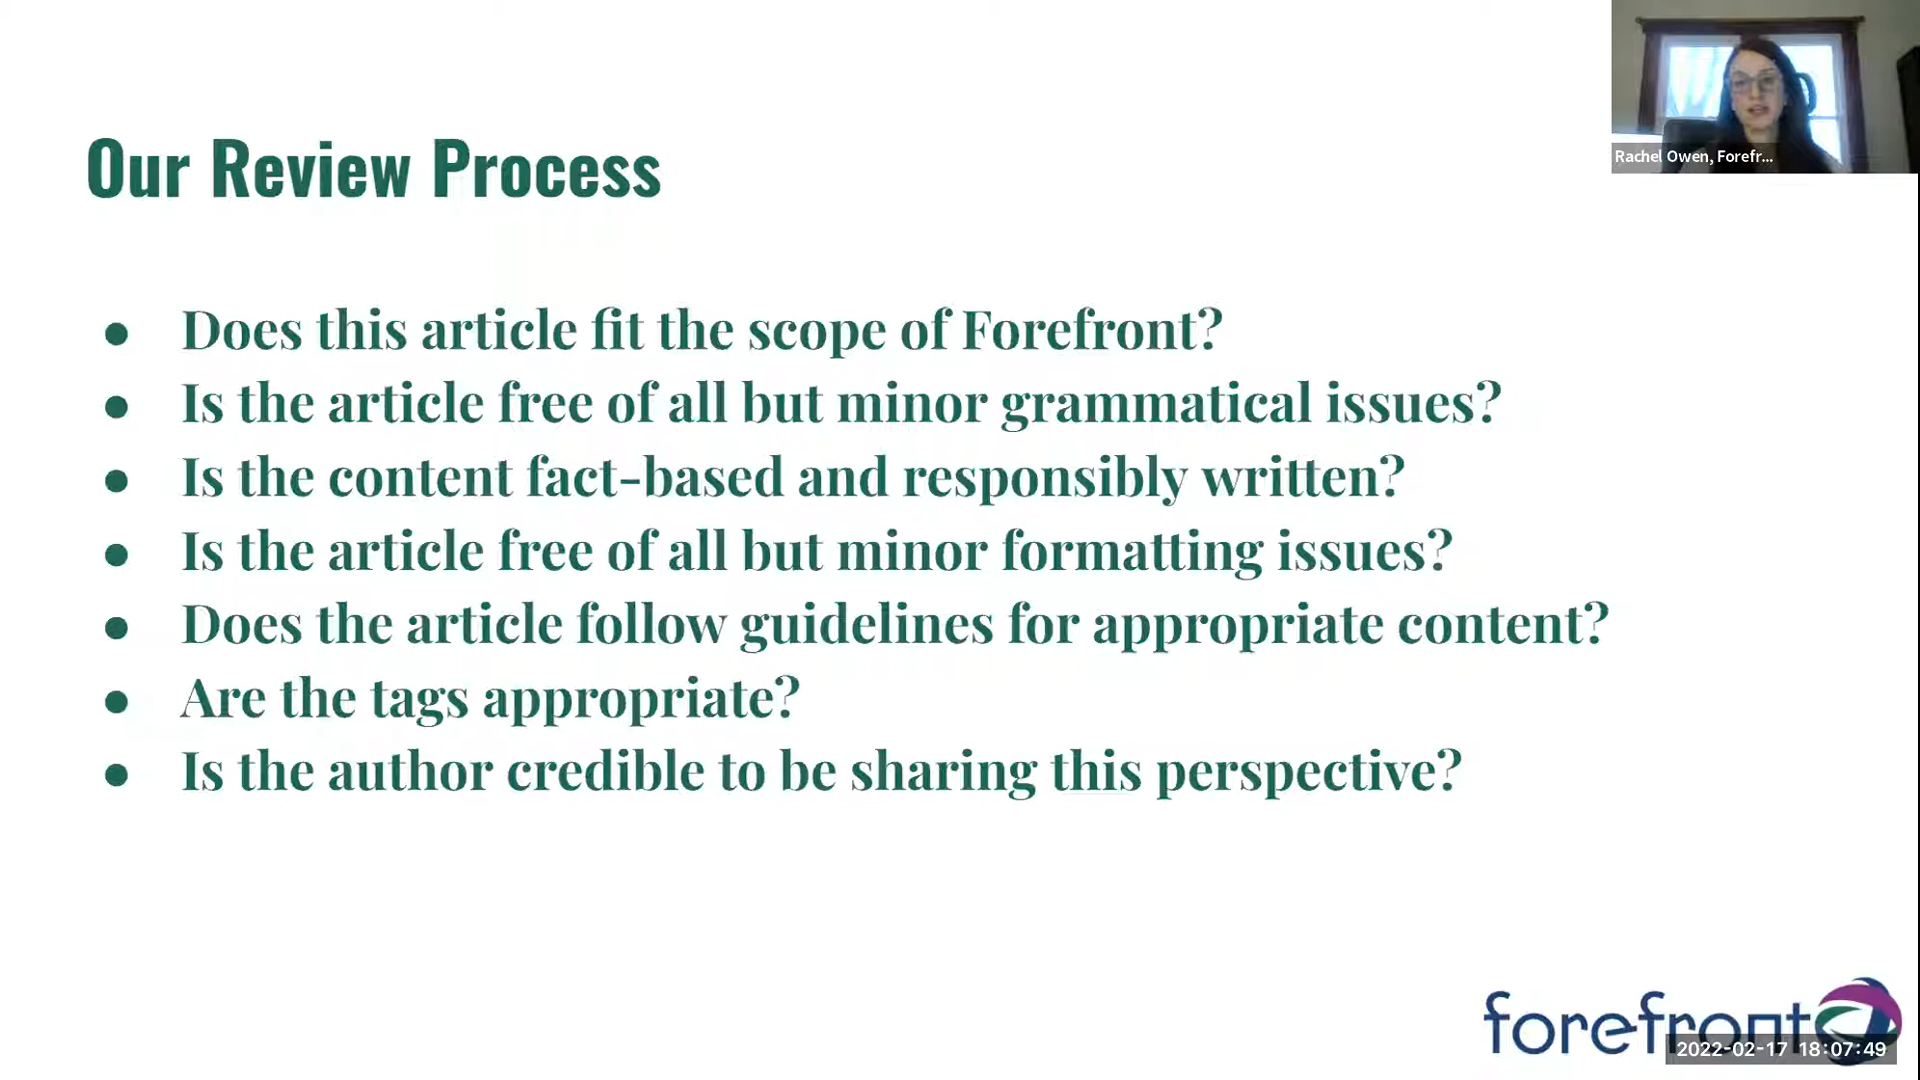 Our Review Process
Rachel Owen, Forefr...
● Does this article fit the scope of Forefront?
● Is the article free of all but minor grammatical issues?
● Is the content fact-based and responsibly written?
● Is the article free of all but minor formatting issues?
● Does the article follow guidelines for appropriate content?
● Are the tags appropriate?
● Is the author credible to be sharing this perspective?
forefront
2022-02-17 18:07:49